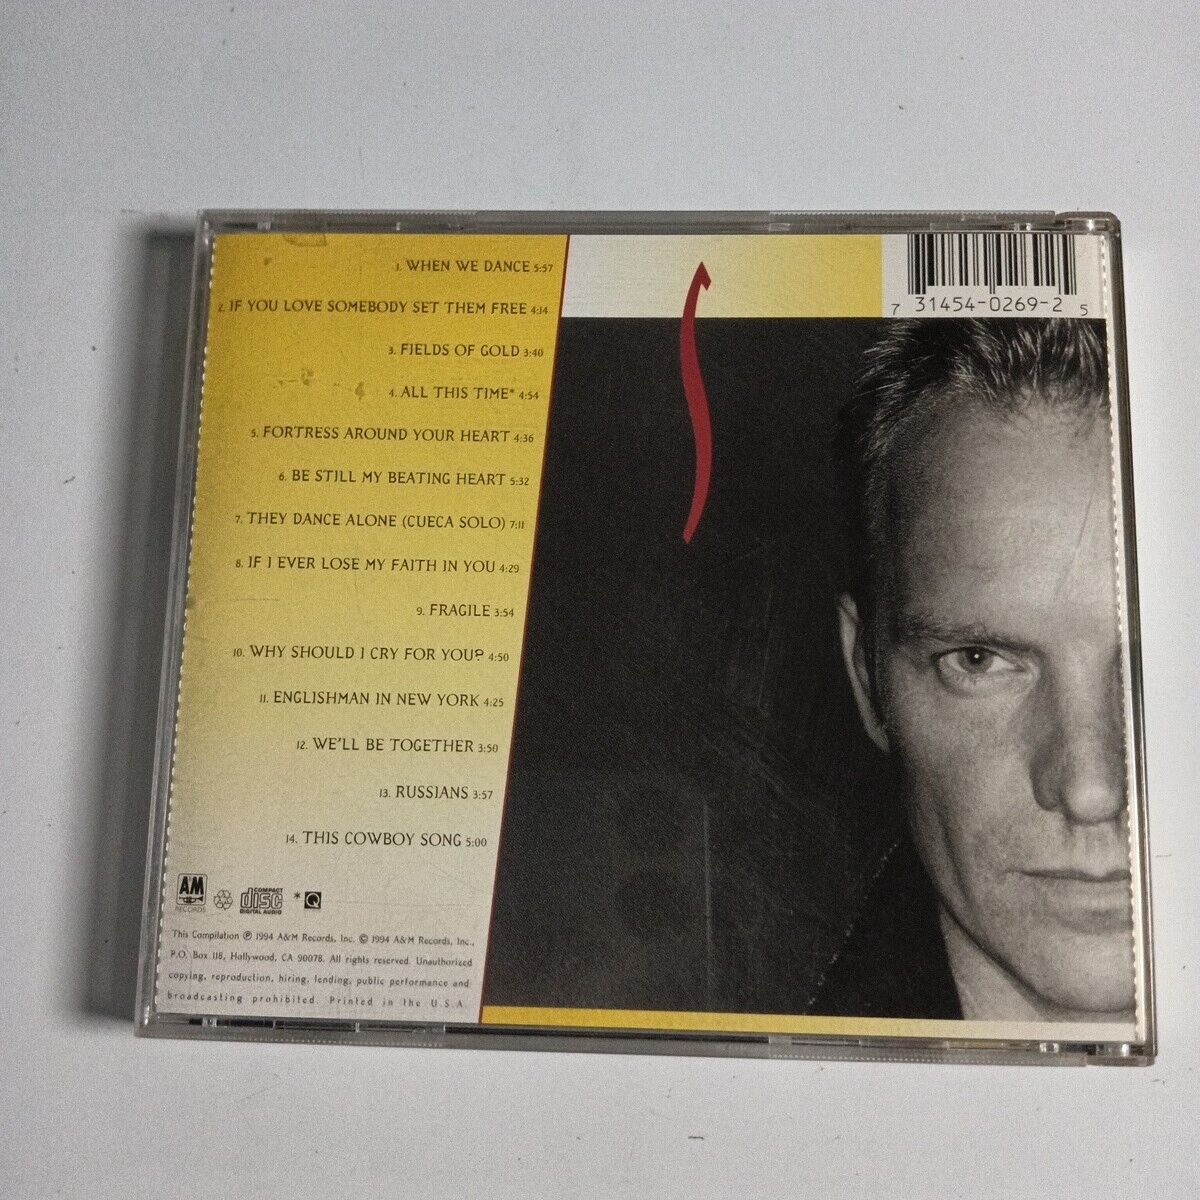 1. WHEN WE DANCE 5:57
2. IF YOU LOVE SOMEBODY SET THEM FREE 4:14
3. FIELDS OF GOLD 3:40
4. ALL THIS TIME* 4:54
5. FORTRESS AROUND YOUR HEART 4:36
6. BE STILL MY BEATING HEART 5:32
7. THEY DANCE ALONE (CUECA SOLO) 7:11
8. IF I EVER LOSE MY FAITH IN YOU 4:29
9. FRAGILE 3:54
10. WHY SHOULD I CRY FOR YOU? 4:50
11. ENGLISHMAN IN NEW YORK 4:25
12. WE'LL BE TOGETHER 3:50
13. RUSSIANS 3:57
14. THIS COWBOY SONG 5:00
A&M
RECORDS
COMPACT
disc
DIGITAL AUDIO
* Q
This Compilation ℗ 1994 A&M Records, Inc. © 1994 A&M Records, Inc.,
P.O. Box 118, Hollywood, CA 90078. All rights reserved. Unauthorized
copying, reproduction, hiring, lending, public performance and
broadcasting prohibited. Printed in the U.S.A.
7 31454-0269-2 5